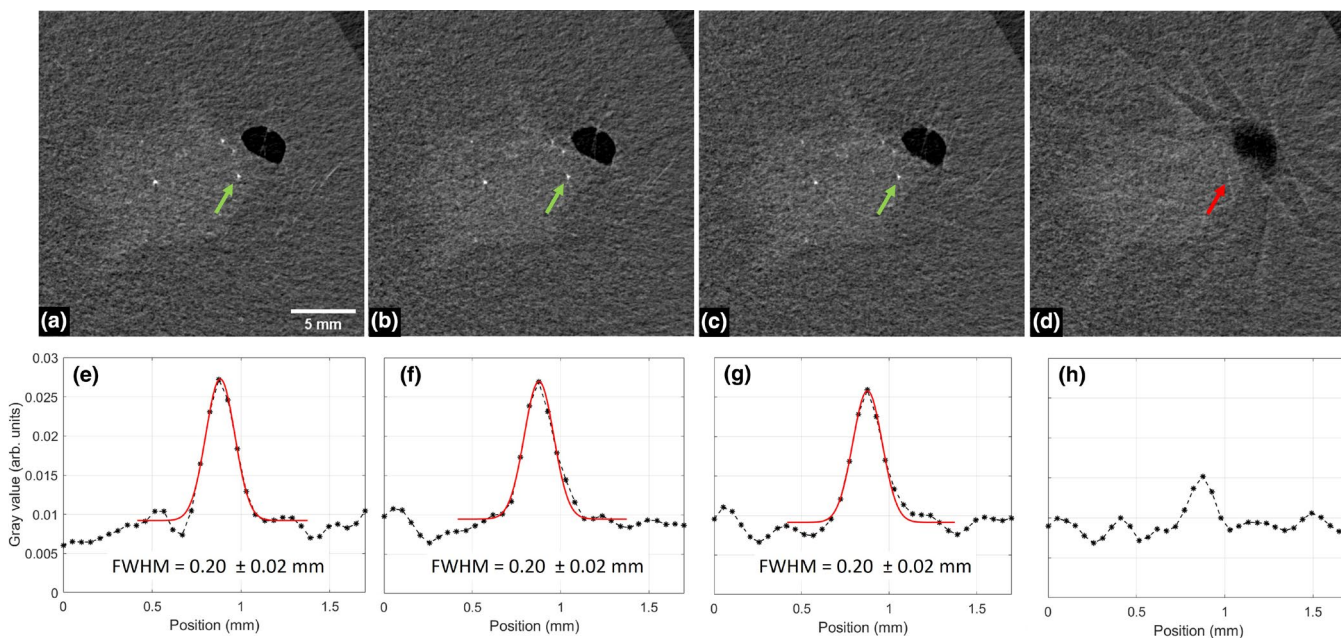 (a)
5 mm
(b)
(c)
(d)
Gray value (arb. units)
0.03
0.025
0.02
0.015
0.01
0.005
0
(e)
FWHM = 0.20 ± 0.02 mm
0 0.5 1 1.5
Position (mm)
(f)
FWHM = 0.20 ± 0.02 mm
0 0.5 1 1.5
Position (mm)
(g)
FWHM = 0.20 ± 0.02 mm
0 0.5 1 1.5
Position (mm)
(h)
0 0.5 1 1.5
Position (mm)